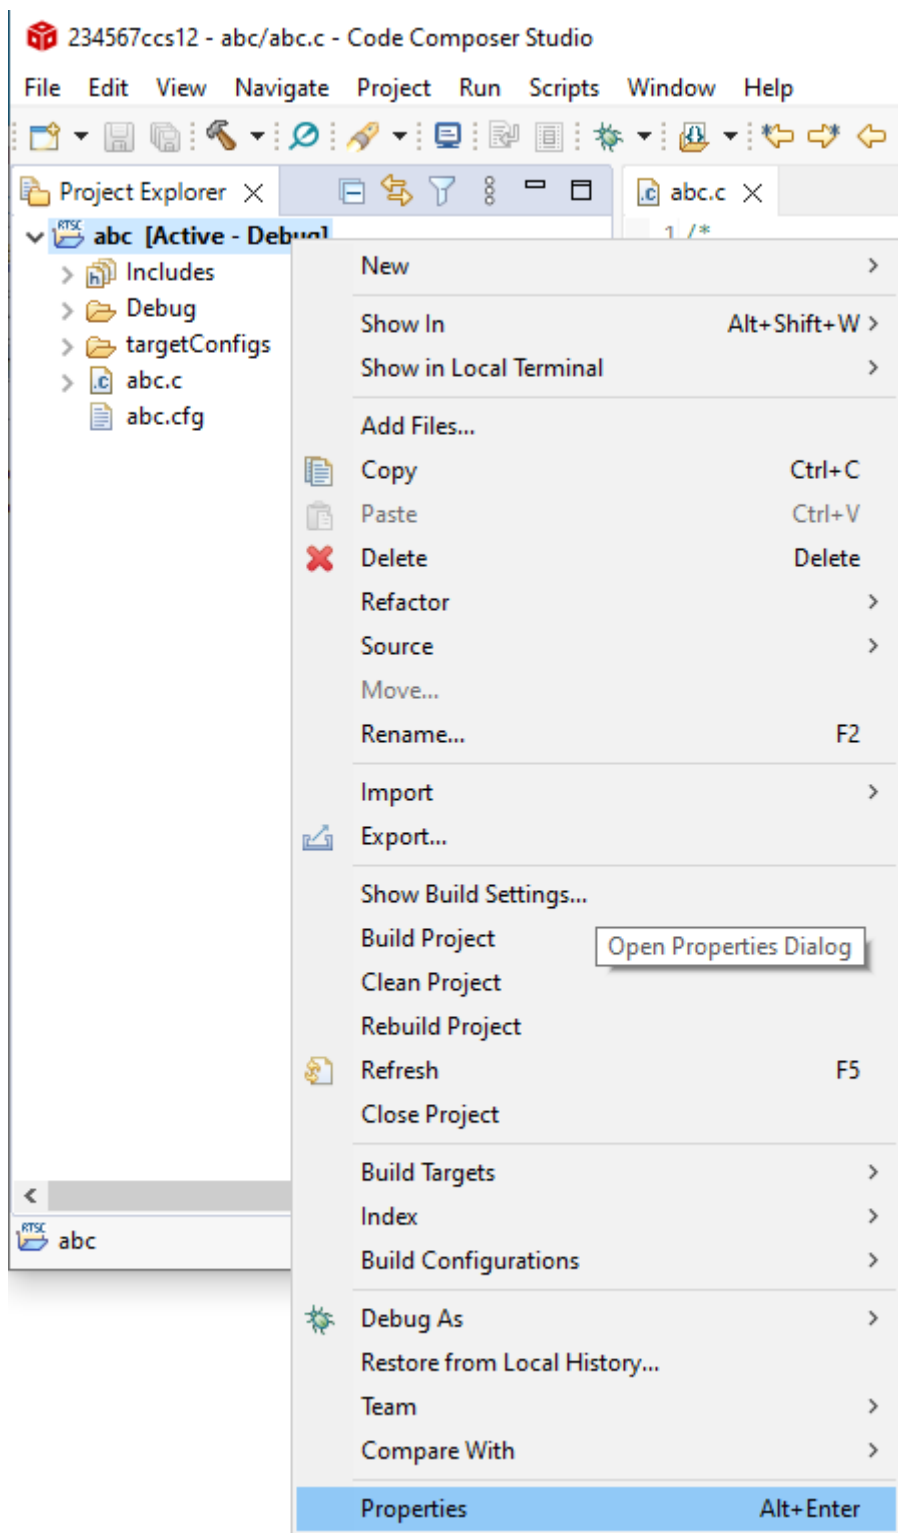 234567ccs12 - abc/abc.c - Code Composer Studio
File Edit View Navigate Project Run Scripts Window Help
Project Explorer
abc.c
RTSC abc [Active - Debug]
1 /*
Includes
Debug
targetConfigs
abc.c
abc.cfg
New
Show In Alt+Shift+W
Show in Local Terminal
Add Files...
Copy Ctrl+C
Paste Ctrl+V
Delete Delete
Refactor
Source
Move...
Rename... F2
Import
Export...
Show Build Settings...
Build Project
Open Properties Dialog
Clean Project
Rebuild Project
Refresh F5
Close Project
Build Targets
Index
RTSC abc
Build Configurations
Debug As
Restore from Local History...
Team
Compare With
Properties Alt+Enter